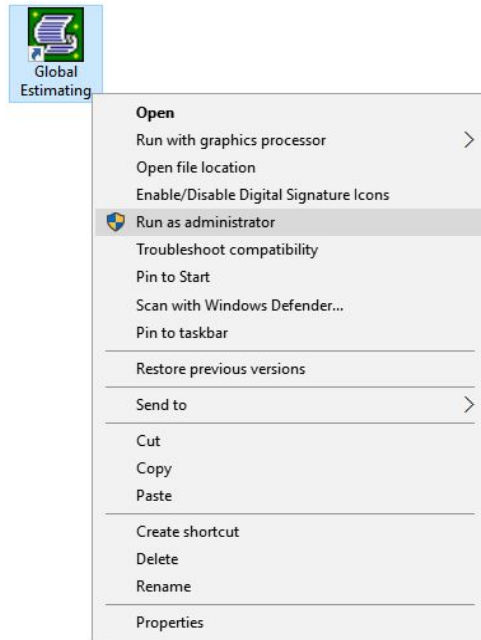 Global
Estimating
Open
Run with graphics processor
Open file location
Enable/Disable Digital Signature Icons
Run as administrator
Troubleshoot compatibility
Pin to Start
Scan with Windows Defender...
Pin to taskbar
Restore previous versions
Send to
Cut
Copy
Paste
Create shortcut
Delete
Rename
Properties